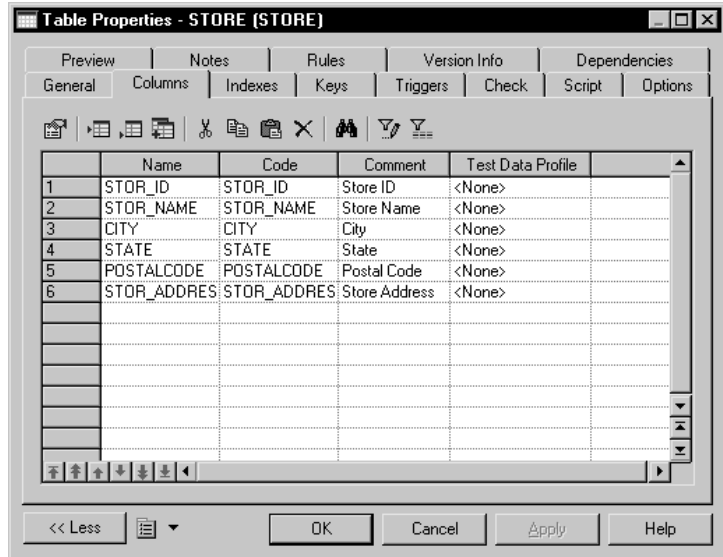 Table Properties - STORE (STORE)
Preview Notes Rules Version Info Dependencies
General Columns Indexes Keys Triggers Check Script Options
Name Code Comment Test Data Profile
1 STOR_ID STOR_ID Store ID <None>
2 STOR_NAME STOR_NAME Store Name <None>
3 CITY CITY City <None>
4 STATE STATE State <None>
5 POSTALCODE POSTALCODE Postal Code <None>
6 STOR_ADDRES STOR_ADDRES Store Address <None>
<< Less OK Cancel Apply Help